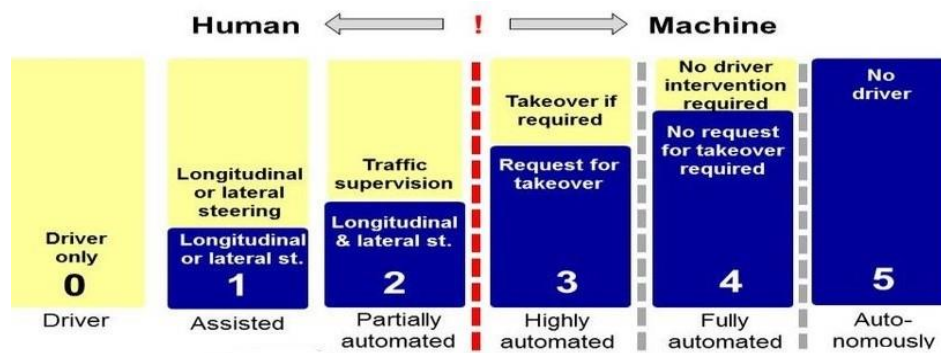 Human ! Machine
Driver
only
0
Driver
Longitudinal
or lateral
steering
Longitudinal
or lateral st.
1
Assisted
Traffic
supervision
Longitudinal
& lateral st.
2
Partially
automated
Takeover if
required
Request for
takeover
3
Highly
automated
No driver
intervention
required
No request
for takeover
required
4
Fully
automated
No
driver
5
Auto-
nomously